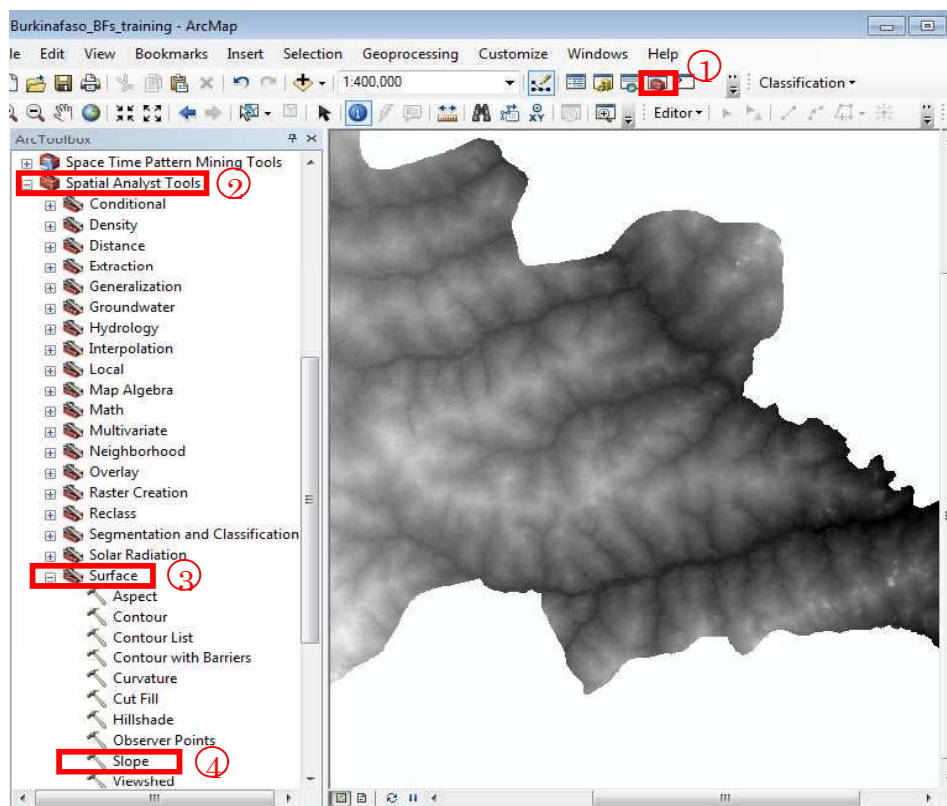 Burkinafaso_BFs_training - ArcMap
le Edit View Bookmarks Insert Selection Geoprocessing Customize Windows Help
1
1:400,000
Classification
Editor
ArcToolbox
Space Time Pattern Mining Tools
Spatial Analyst Tools 2
Conditional
Density
Distance
Extraction
Generalization
Groundwater
Hydrology
Interpolation
Local
Map Algebra
Math
Multivariate
Neighborhood
Overlay
Raster Creation
Reclass
Segmentation and Classification
Solar Radiation
Surface 3
Aspect
Contour
Contour List
Contour with Barriers
Curvature
Cut Fill
Hillshade
Observer Points
Slope 4
Viewshed